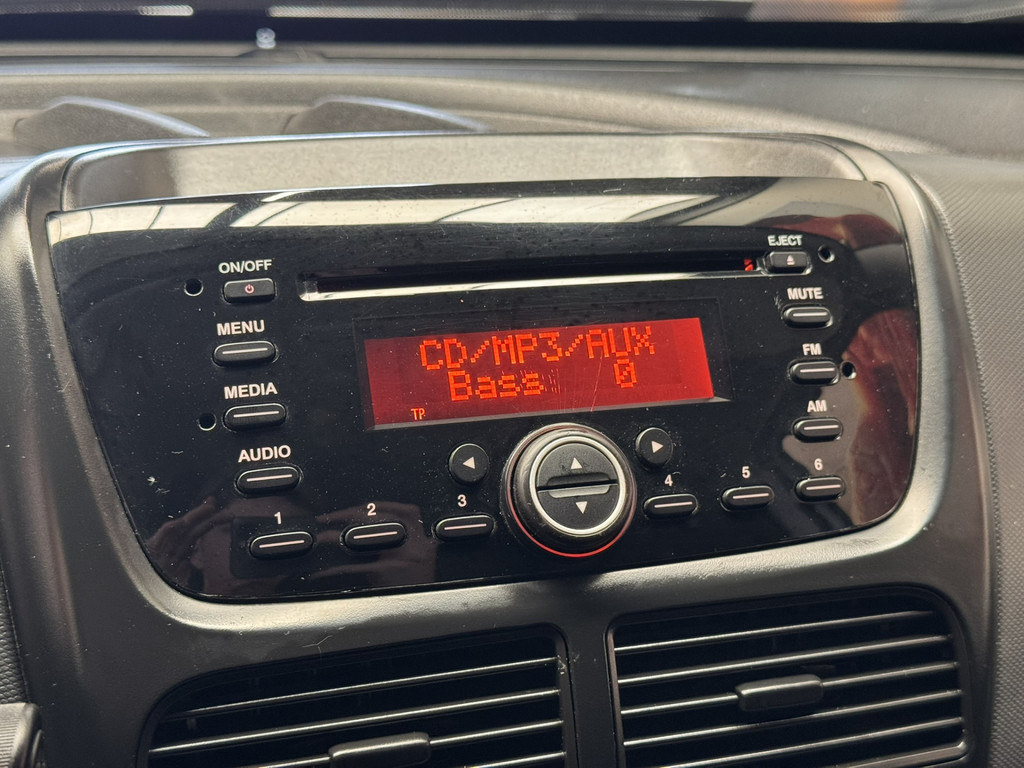 EJECT
ON/OFF
MUTE
MENU
CD/MP3/AUX
FM
Bass 0
MEDIA
TP
AM
AUDIO
1
2
3
4
5
6